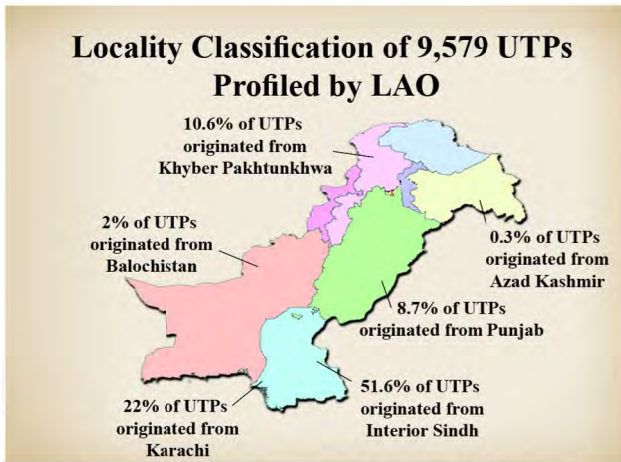 Locality Classification of 9,579 UTPs
Profiled by LAO
10.6% of UTPs
originated from
Khyber Pakhtunkhwa
2% of UTPs
originated from
Balochistan
0.3% of UTPs
originated from
Azad Kashmir
8.7% of UTPs
originated from Punjab
22% of UTPs
originated from
Karachi
51.6% of UTPs
originated from
Interior Sindh